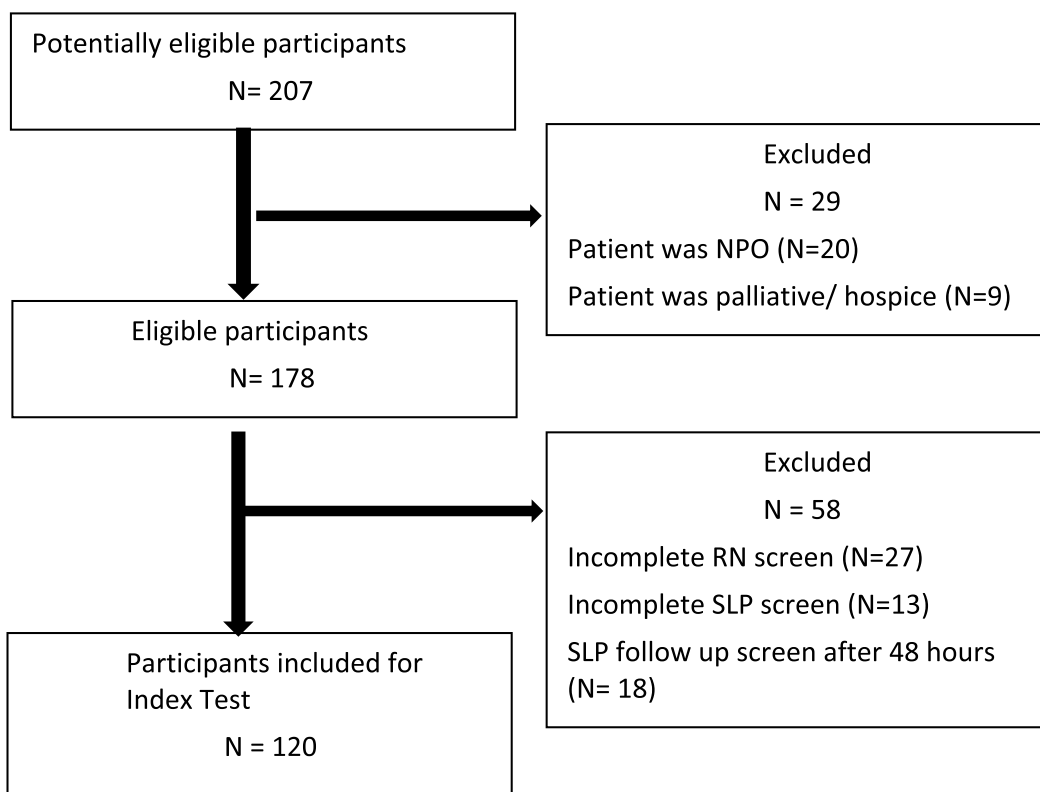 Potentially eligible participants
N= 207
Excluded
N = 29
Patient was NPO (N=20)
Patient was palliative/ hospice (N=9)
Eligible participants
N= 178
Excluded
N = 58
Incomplete RN screen (N=27)
Incomplete SLP screen (N=13)
SLP follow up screen after 48 hours
(N= 18)
Participants included for
Index Test
N = 120